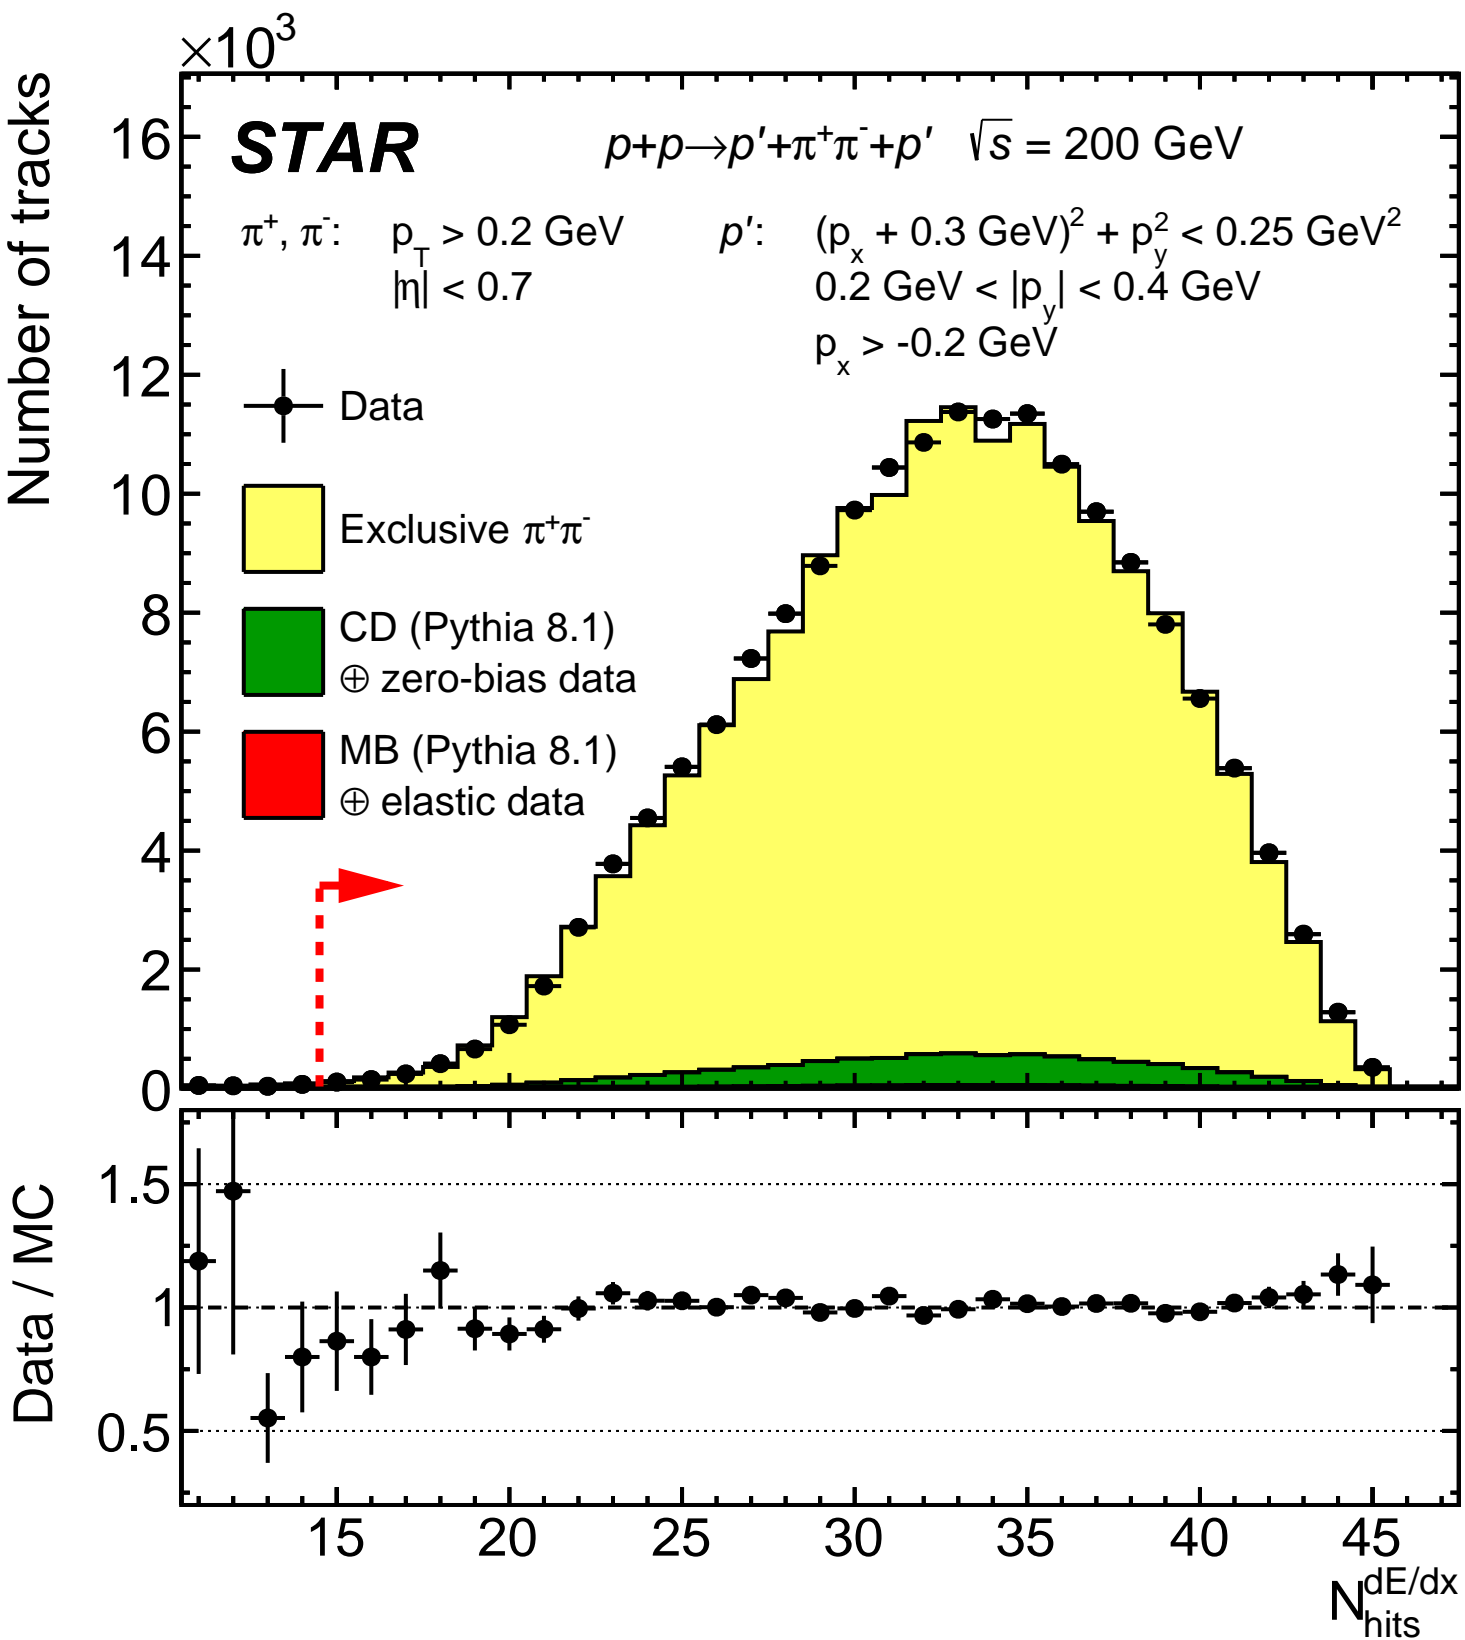 ×10³
Number of tracks
16
14
12
10
8
6
4
2
0
STAR
p+p→p′+π⁺π⁻+p′ √s = 200 GeV
π⁺, π⁻: p_T > 0.2 GeV p′: (p_x + 0.3 GeV)² + p_y² < 0.25 GeV²
|η| < 0.7 0.2 GeV < |p_y| < 0.4 GeV
p_x > -0.2 GeV
Data
Exclusive π⁺π⁻
CD (Pythia 8.1)
⊕ zero-bias data
MB (Pythia 8.1)
⊕ elastic data
Data / MC
1.5
1
0.5
15 20 25 30 35 40 45
N_hits^dE/dx